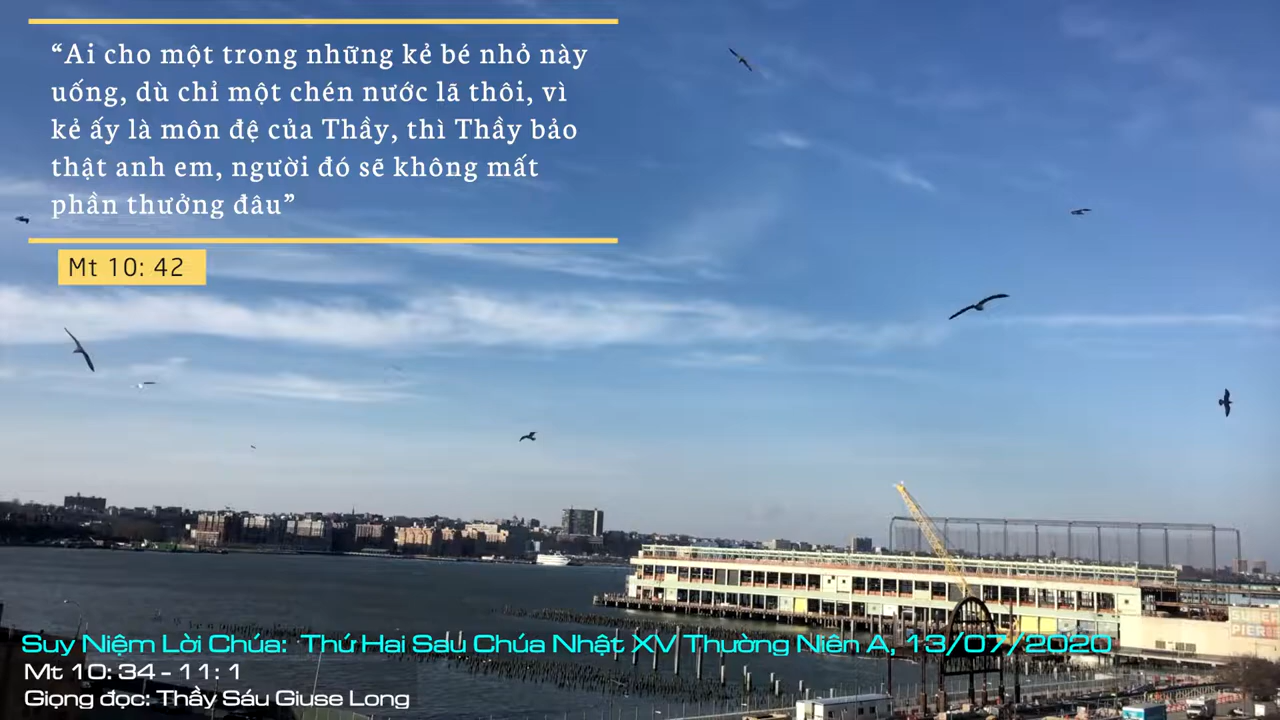 “Ai cho một trong những kẻ bé nhỏ này
uống, dù chỉ một chén nước lã thôi, vì
kẻ ấy là môn đệ của Thầy, thì Thầy bảo
thật anh em, người đó sẽ không mất
phần thưởng đâu”
Mt 10: 42
PIER
Suy Niệm Lời Chúa: Thứ Hai Sau Chúa Nhật XV Thường Niên A, 13/07/2020
Mt 10: 34 - 11: 1
Giọng đọc: Thầy Sáu Giuse Long